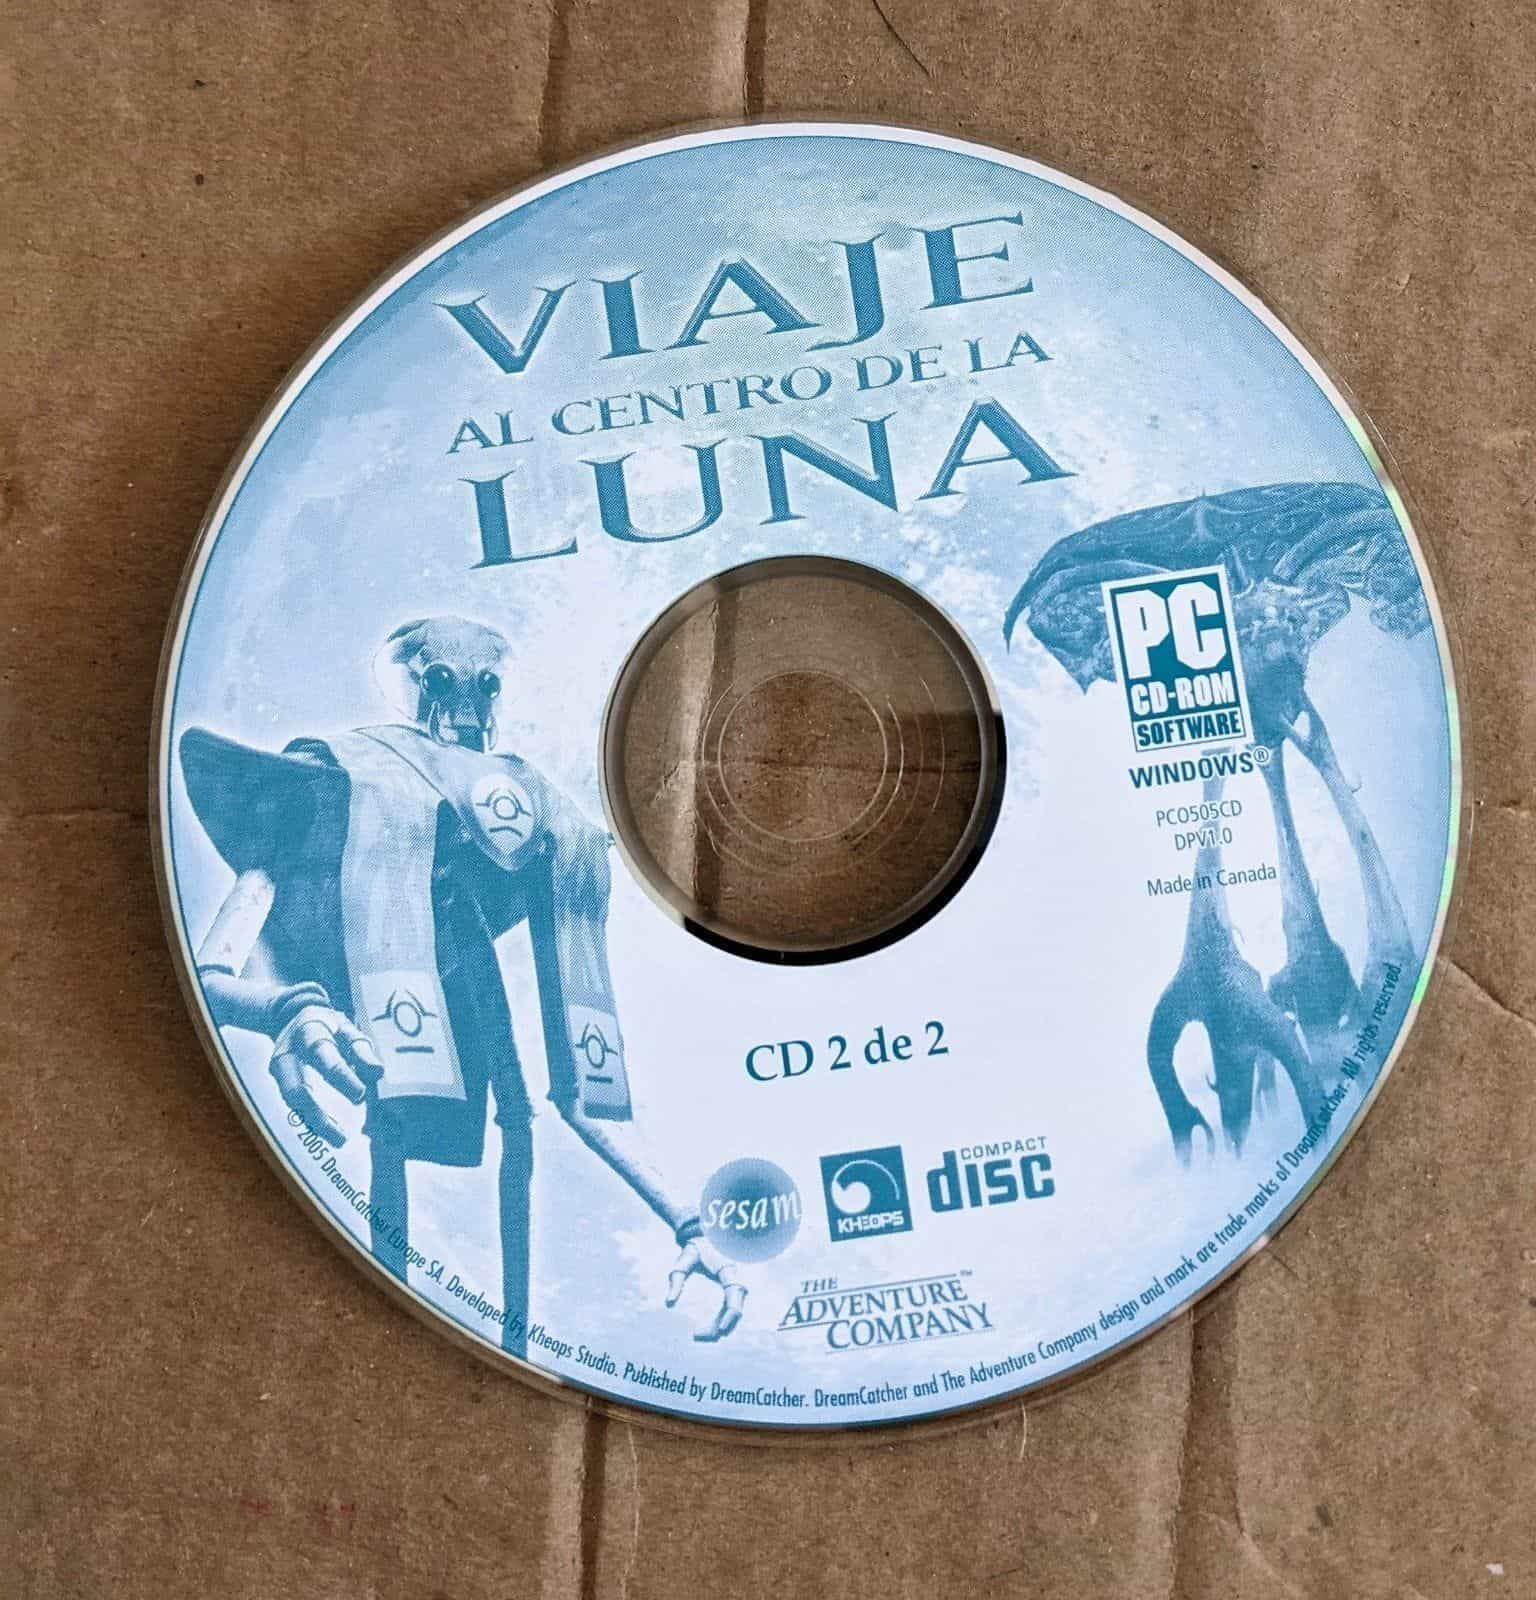 VIAJE
AL CENTRO DE LA
LUNA
PC
CD-ROM
SOFTWARE
WINDOWS®
PCO505CD
DPV1.0
Made in Canada
CD 2 de 2
sesam
KHEOPS
COMPACT
disc
THE
ADVENTURE™
COMPANY
© 2005 DreamCatcher Europe SA. Developed by Kheops Studio. Published by DreamCatcher. DreamCatcher and The Adventure Company design and mark are trade marks of DreamCatcher. All rights reserved.